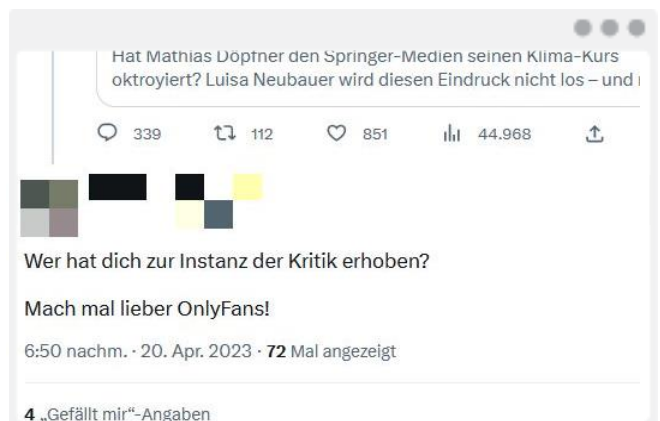 Hat Mathias Döpfner den Springer-Medien seinen Klima-Kurs
oktroyiert? Luisa Neubauer wird diesen Eindruck nicht los – und
339 112 851 44.968
Wer hat dich zur Instanz der Kritik erhoben?
Mach mal lieber OnlyFans!
6:50 nachm. · 20. Apr. 2023 · 72 Mal angezeigt
4 „Gefällt mir“-Angaben